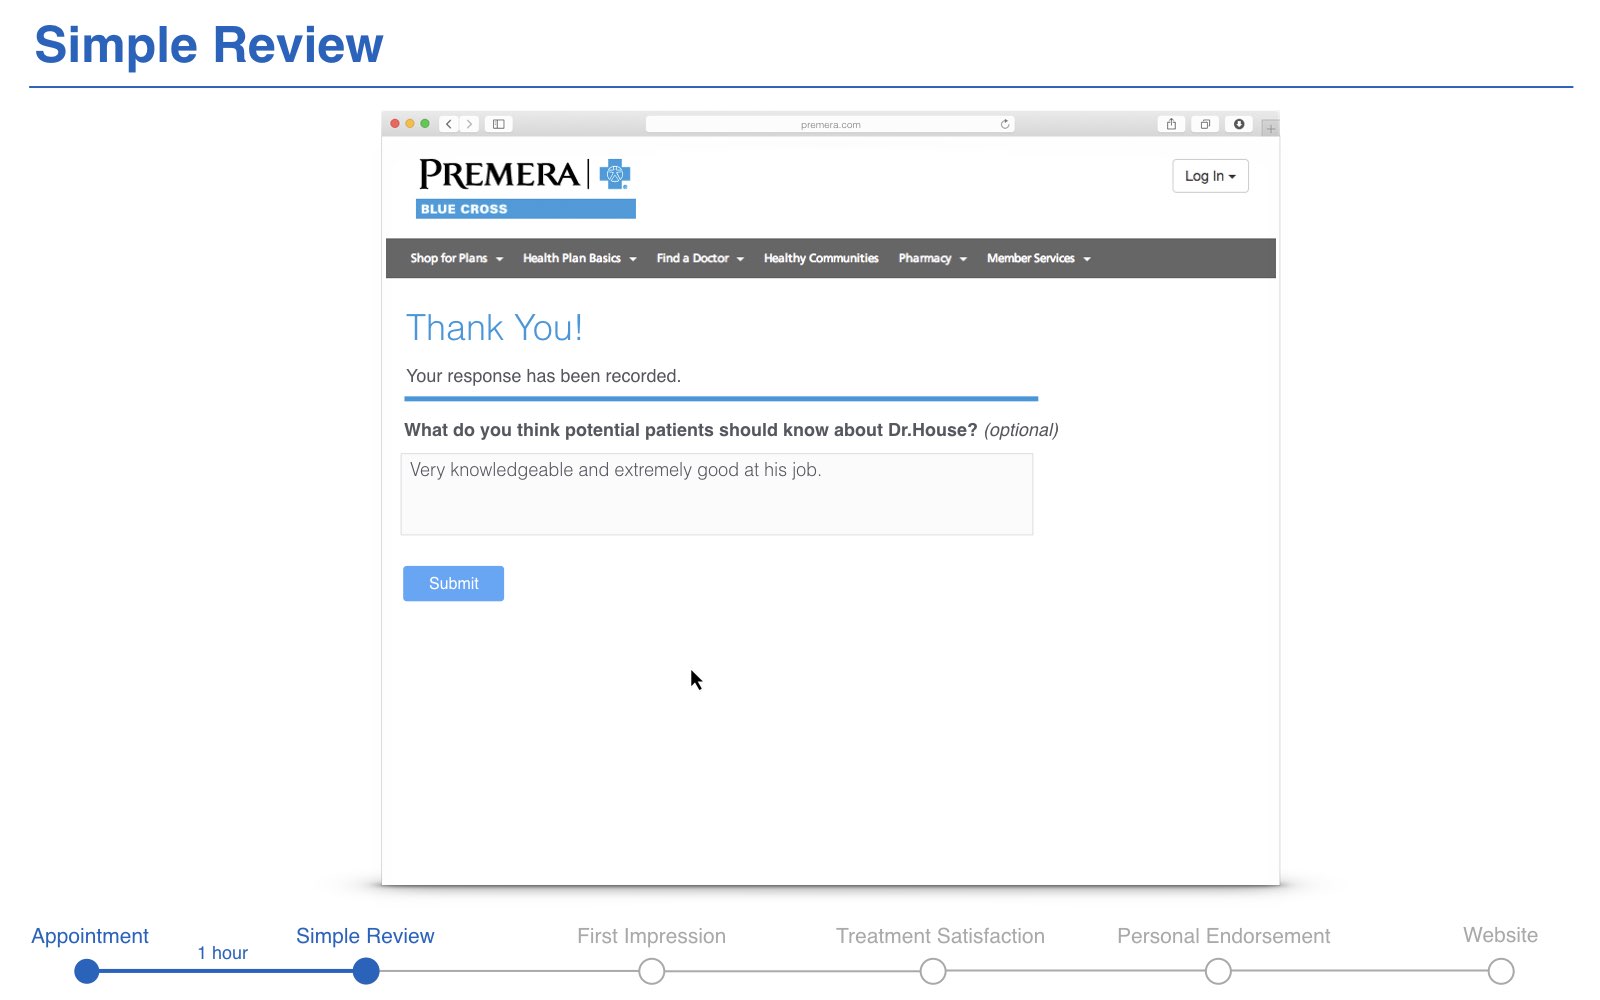 Simple Review
premera.com
PREMERA
BLUE CROSS
Log In
Shop for Plans Health Plan Basics Find a Doctor Healthy Communities Pharmacy Member Services
Thank You!
Your response has been recorded.
What do you think potential patients should know about Dr.House? (optional)
Very knowledgeable and extremely good at his job.
Submit
Appointment Simple Review First Impression Treatment Satisfaction Personal Endorsement Website
1 hour